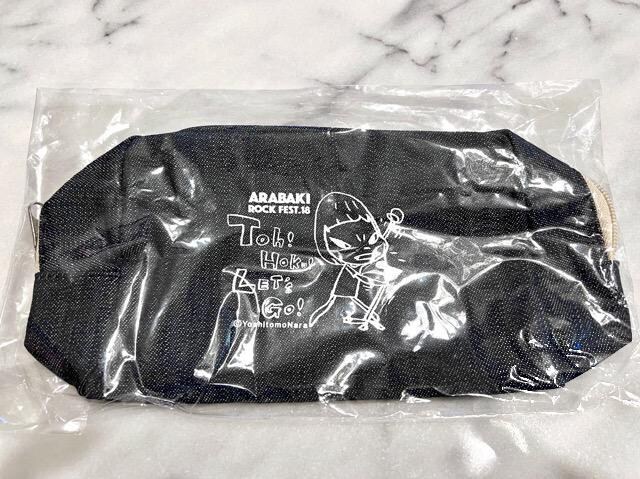 ARABAKI
ROCK FEST.18
TOH!
HOKU!
LET'S
GO!
©YoshitomoNara